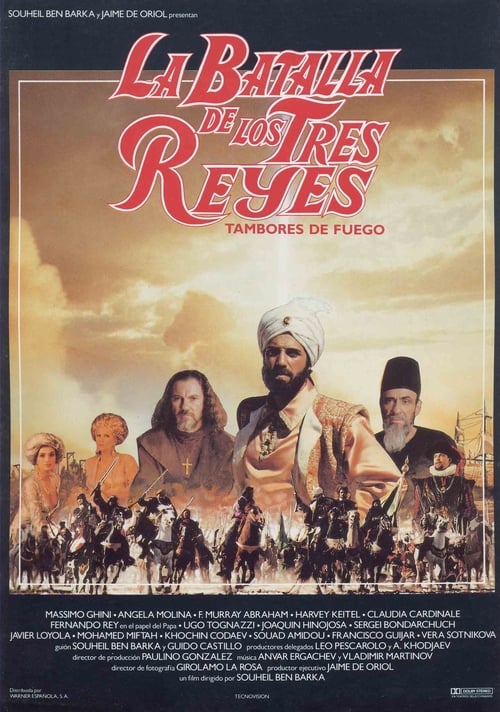 SOUHEIL BEN BARKA y JAIME DE ORIOL presentan
LA BATALLA
DE LOS TRES
REYES
TAMBORES DE FUEGO
MASSIMO GHINI • ANGELA MOLINA • F. MURRAY ABRAHAM • HARVEY KEITEL • CLAUDIA CARDINALE
FERNANDO REY en el papel del Papa • UGO TOGNAZZI • JOAQUIN HINOJOSA • SERGEI BONDARCHUCH
JAVIER LOYOLA • MOHAMED MIFTAH • KHOCHIN CODAEV • SOUAD AMIDOU • FRANCISCO GUIJAR • VERA SOTNIKOVA
guión SOUHEIL BEN BARKA y GUIDO CASTILLO productores delegados LEO PESCAROLO y A. KHODJAEV
director de producción PAULINO GONZALEZ música ANVAR ERGACHEV y VLADIMIR MARTINOV
director de fotografía GIROLAMO LA ROSA productor ejecutivo JAIME DE ORIOL
un film dirigido por SOUHEIL BEN BARKA
Distribuida por
WARNER ESPAÑOLA, S.A.
TECNOVISION
DOLBY STEREO